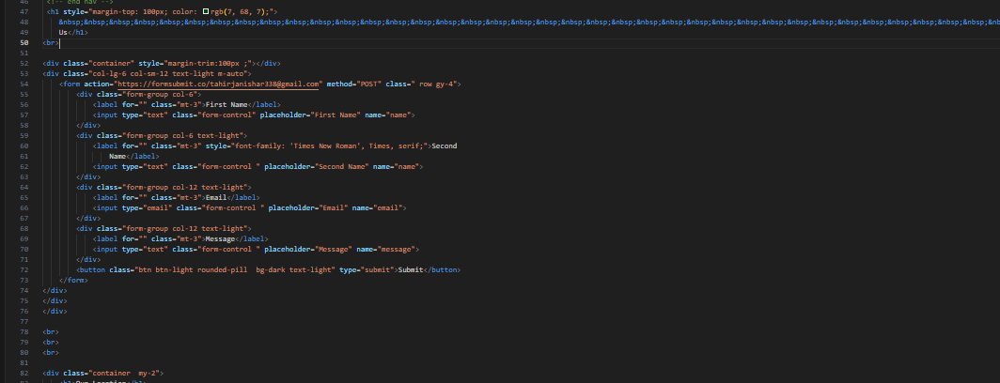 46 <!-- end nav -->
47 <h1 style="margin-top: 100px; color: rgb(7, 68, 7);">
48 &nbsp;&nbsp;&nbsp;&nbsp;&nbsp;&nbsp;&nbsp;&nbsp;&nbsp;&nbsp;&nbsp;&nbsp;&nbsp;&nbsp;&nbsp;&nbsp;&nbsp;&nbsp;&nbsp;&nbsp;&nbsp;&nbsp;&nbsp;&nbsp;&nbsp;&nbsp;&nbsp;&nbsp;&nbsp;&nbsp;&nbsp;&nbsp;&nbsp;&nbsp;&nbsp;&nbsp;&nbsp;&nb
49 Us</h1>
50 <br>
51
52 <div class="container" style="margin-trim:100px ;"></div>
53 <div class="col-lg-6 col-sm-12 text-light m-auto">
54 <form action="https://formsubmit.co/tahirjanishar338@gmail.com" method="POST" class=" row gy-4">
55 <div class="form-group col-6">
56 <label for="" class="mt-3">First Name</label>
57 <input type="text" class="form-control" placeholder="First Name" name="name">
58 </div>
59 <div class="form-group col-6 text-light">
60 <label for="" class="mt-3" style="font-family: 'Times New Roman', Times, serif;">Second
61 Name</label>
62 <input type="text" class="form-control " placeholder="Second Name" name="name">
63 </div>
64 <div class="form-group col-12 text-light">
65 <label for="" class="mt-3">Email</label>
66 <input type="email" class="form-control " placeholder="Email" name="email">
67 </div>
68 <div class="form-group col-12 text-light">
69 <label for="" class="mt-3">Message</label>
70 <input type="text" class="form-control " placeholder="Message" name="message">
71 </div>
72 <button class="btn btn-light rounded-pill  bg-dark text-light" type="submit">Submit</button>
73 </form>
74 </div>
75 </div>
76 </div>
77
78 <br>
79 <br>
80 <br>
81
82 <div class="container  my-2">